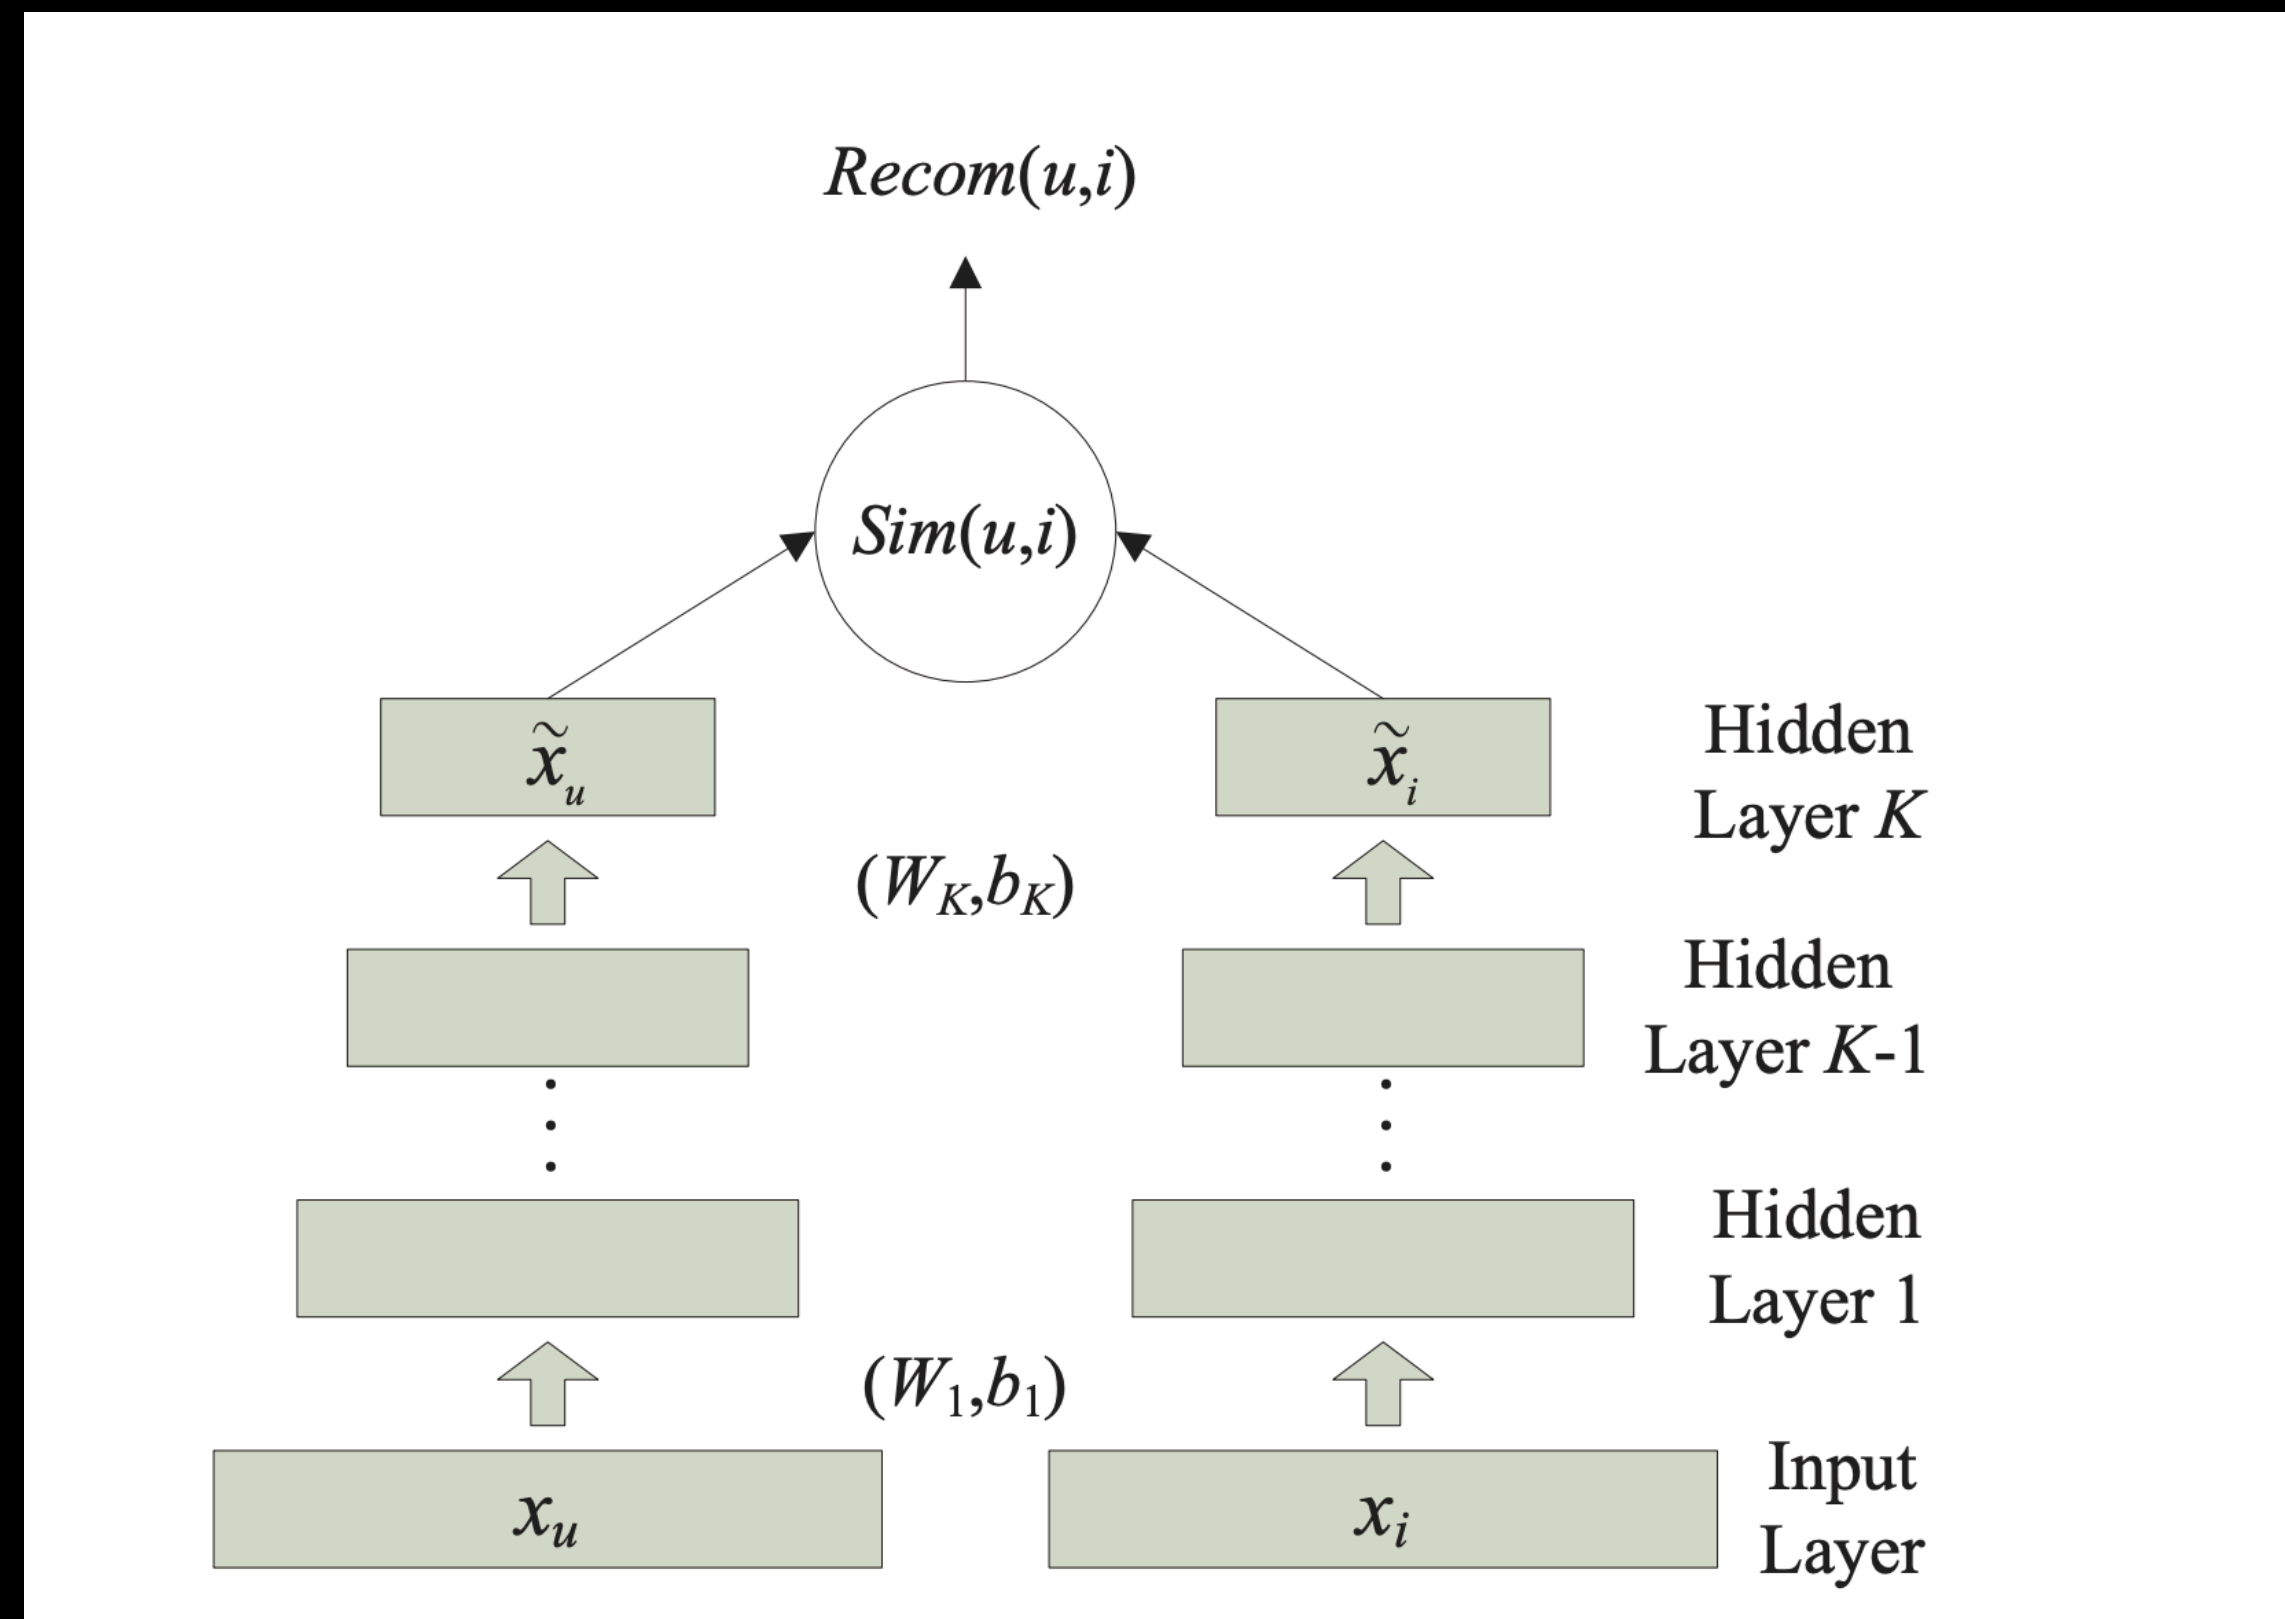 Recom(u,i)
Sim(u,i)
x̃u x̃i Hidden
Layer K
(WK,bK)
Hidden
Layer K-1
Hidden
Layer 1
(W1,b1)
xu xi Input
Layer